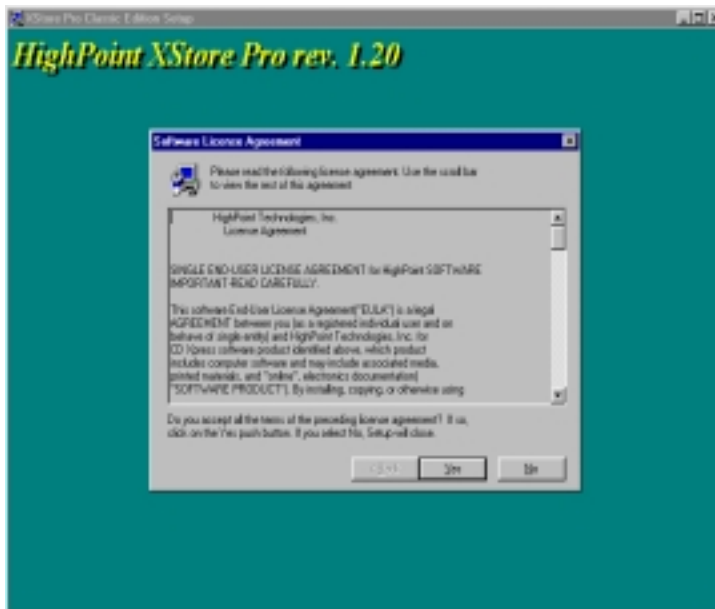 XStore Pro Classic Edition Setup
HighPoint XStore Pro rev. 1.20
Software Licence Agreement
Please read the following license agreement. Use the scroll bar
to view the rest of this agreement
HighPoint Technologies, Inc.
License Agreement
SINGLE END-USER LICENSE AGREEMENT for HighPoint SOFTWARE
IMPORTANT-READ CAREFULLY.
This software End-User License Agreement("EULA") is a legal
AGREEMENT between you (as a registered individual user and on
behave of single entity) and HighPoint Technologies, Inc. for
CD Xpress software product identified above, which product
includes computer software and may include associated media,
printed materials, and "online", electronics documentation(
"SOFTWARE PRODUCT"). By installing, copying, or otherwise using
Do you accept all the terms of the preceding license agreement? If so,
click on the Yes push button. If you select No, Setup will close.
< Back
Yes
No